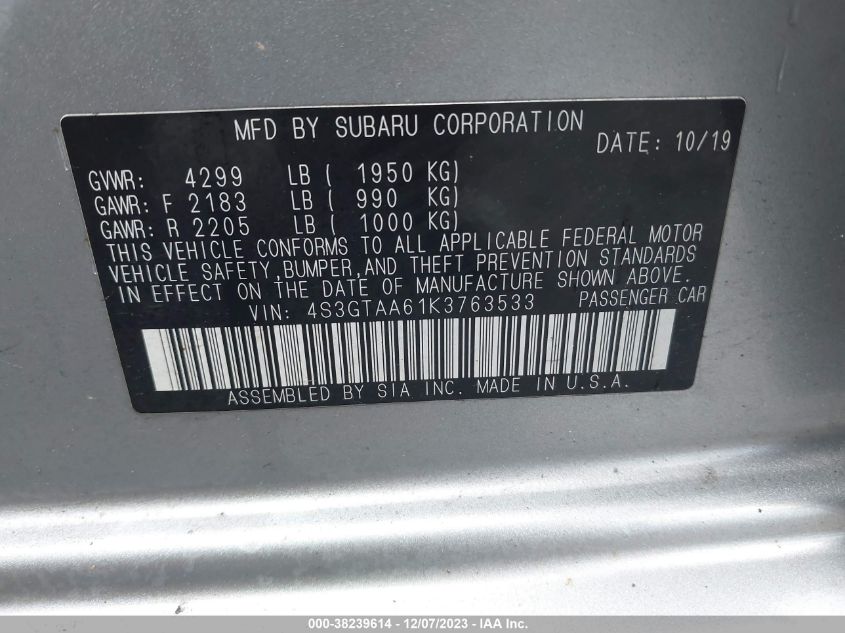 MFD BY SUBARU CORPORATION
DATE: 10/19
GVWR: 4299 LB ( 1950 KG)
GAWR: F 2183 LB ( 990 KG)
GAWR: R 2205 LB ( 1000 KG)
THIS VEHICLE CONFORMS TO ALL APPLICABLE FEDERAL MOTOR
VEHICLE SAFETY, BUMPER, AND THEFT PREVENTION STANDARDS
IN EFFECT ON THE DATE OF MANUFACTURE SHOWN ABOVE.
VIN: 4S3GTAA61K3763533 PASSENGER CAR
ASSEMBLED BY SIA INC. MADE IN U.S.A.
000-38239614 - 12/07/2023 - IAA Inc.